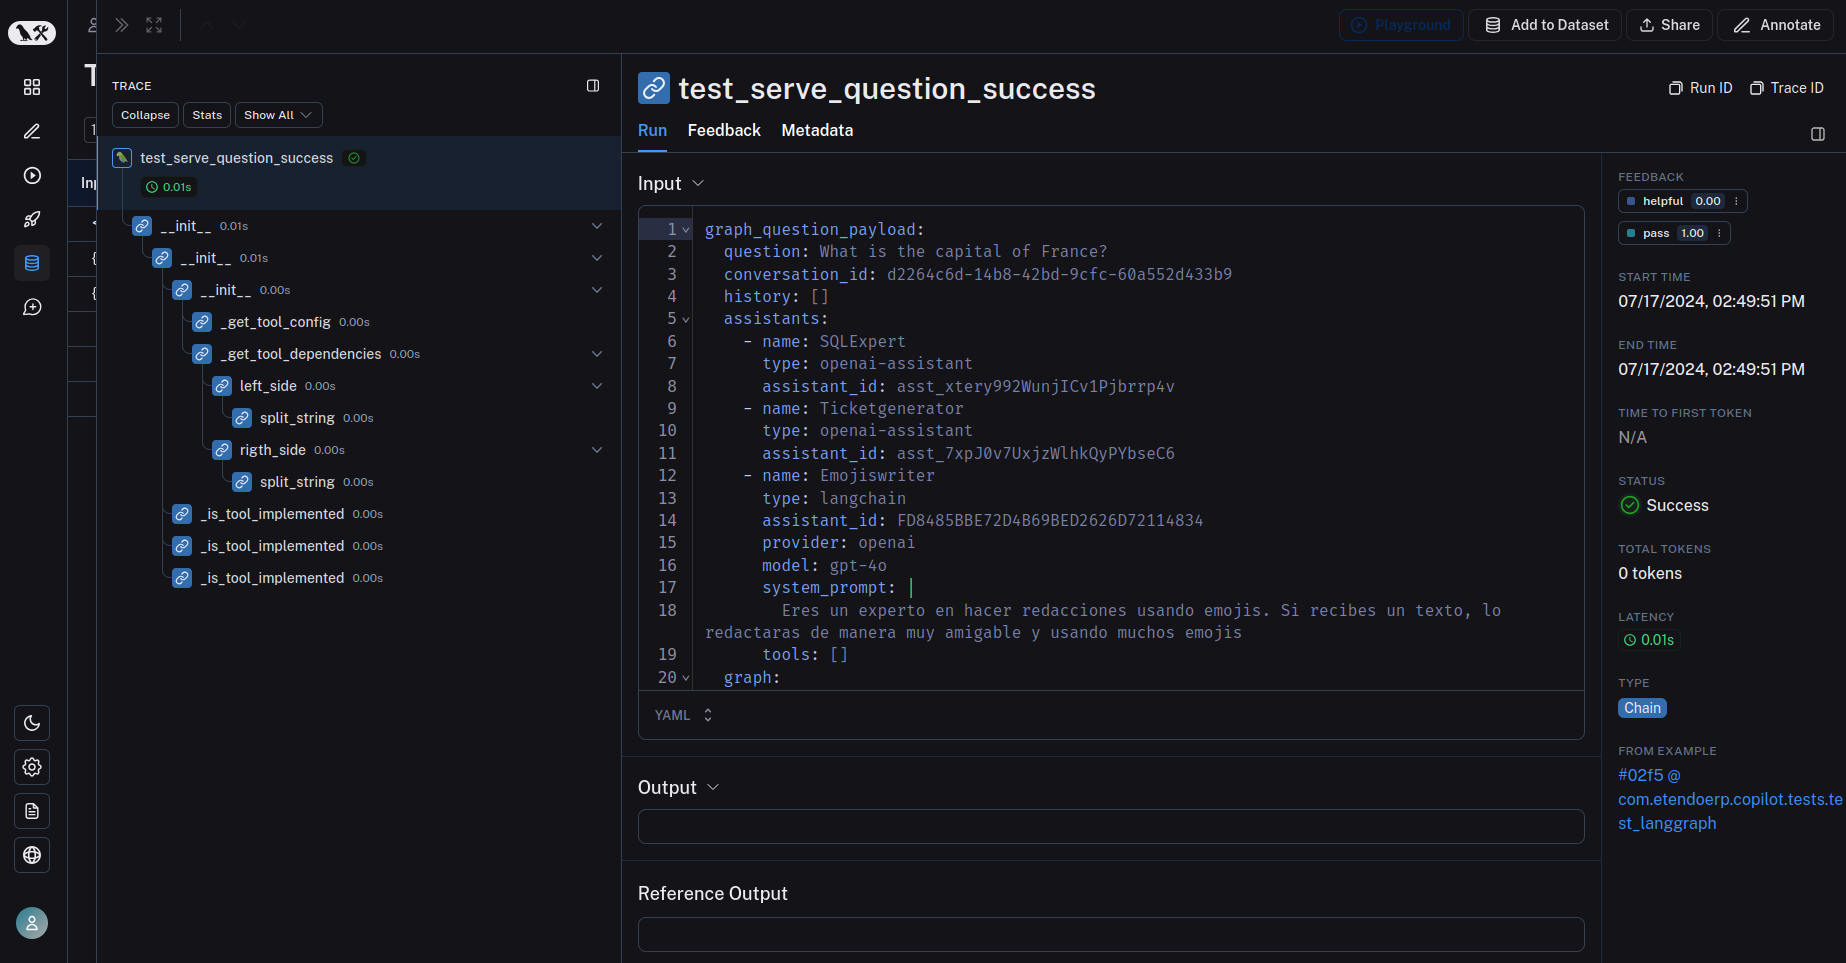 Playground
Add to Dataset
Share
Annotate
TRACE
Collapse
Stats
Show All
test_serve_question_success
0.01s
__init__ 0.01s
__init__ 0.01s
__init__ 0.00s
_get_tool_config 0.00s
_get_tool_dependencies 0.00s
left_side 0.00s
split_string 0.00s
rigth_side 0.00s
split_string 0.00s
_is_tool_implemented 0.00s
_is_tool_implemented 0.00s
_is_tool_implemented 0.00s
test_serve_question_success
Run ID
Trace ID
Run
Feedback
Metadata
Input
1 graph_question_payload:
2 question: What is the capital of France?
3 conversation_id: d2264c6d-14b8-42bd-9cfc-60a552d433b9
4 history: []
5 assistants:
6 - name: SQLExpert
7 type: openai-assistant
8 assistant_id: asst_xtery992WunjICv1Pjbrrp4v
9 - name: Ticketgenerator
10 type: openai-assistant
11 assistant_id: asst_7xpJ0v7UxjzWlhkQyPYbseC6
12 - name: Emojiswriter
13 type: langchain
14 assistant_id: FD8485BBE72D4B69BED2626D72114834
15 provider: openai
16 model: gpt-4o
17 system_prompt: |
18 Eres un experto en hacer redacciones usando emojis. Si recibes un texto, lo
redactaras de manera muy amigable y usando muchos emojis
19 tools: []
20 graph:
YAML
Output
Reference Output
FEEDBACK
helpful 0.00
pass 1.00
START TIME
07/17/2024, 02:49:51 PM
END TIME
07/17/2024, 02:49:51 PM
TIME TO FIRST TOKEN
N/A
STATUS
Success
TOTAL TOKENS
0 tokens
LATENCY
0.01s
TYPE
Chain
FROM EXAMPLE
#02f5 @
com.etendoerp.copilot.tests.te
st_langgraph